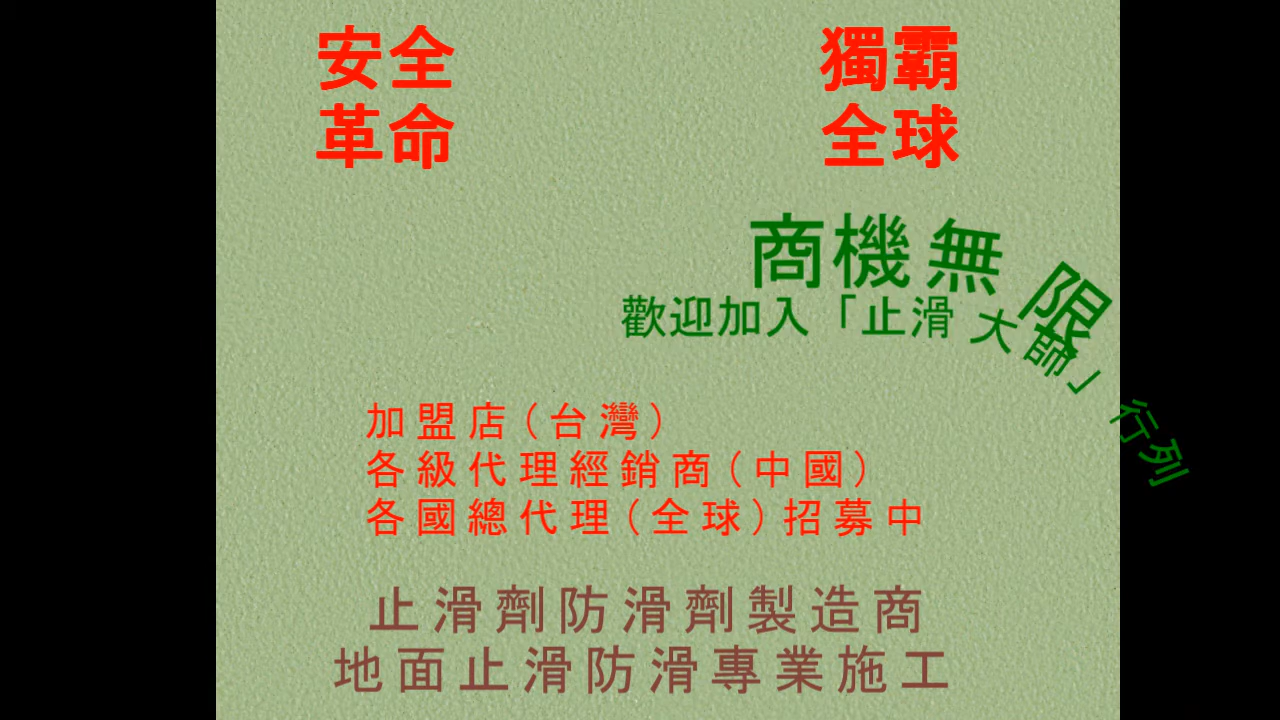 安全
革命
獨霸
全球
商機無限
歡迎加入「止滑大師」行列
加盟店(台灣)
各級代理經銷商(中國)
各國總代理(全球)招募中
止滑劑防滑劑製造商
地面止滑防滑專業施工